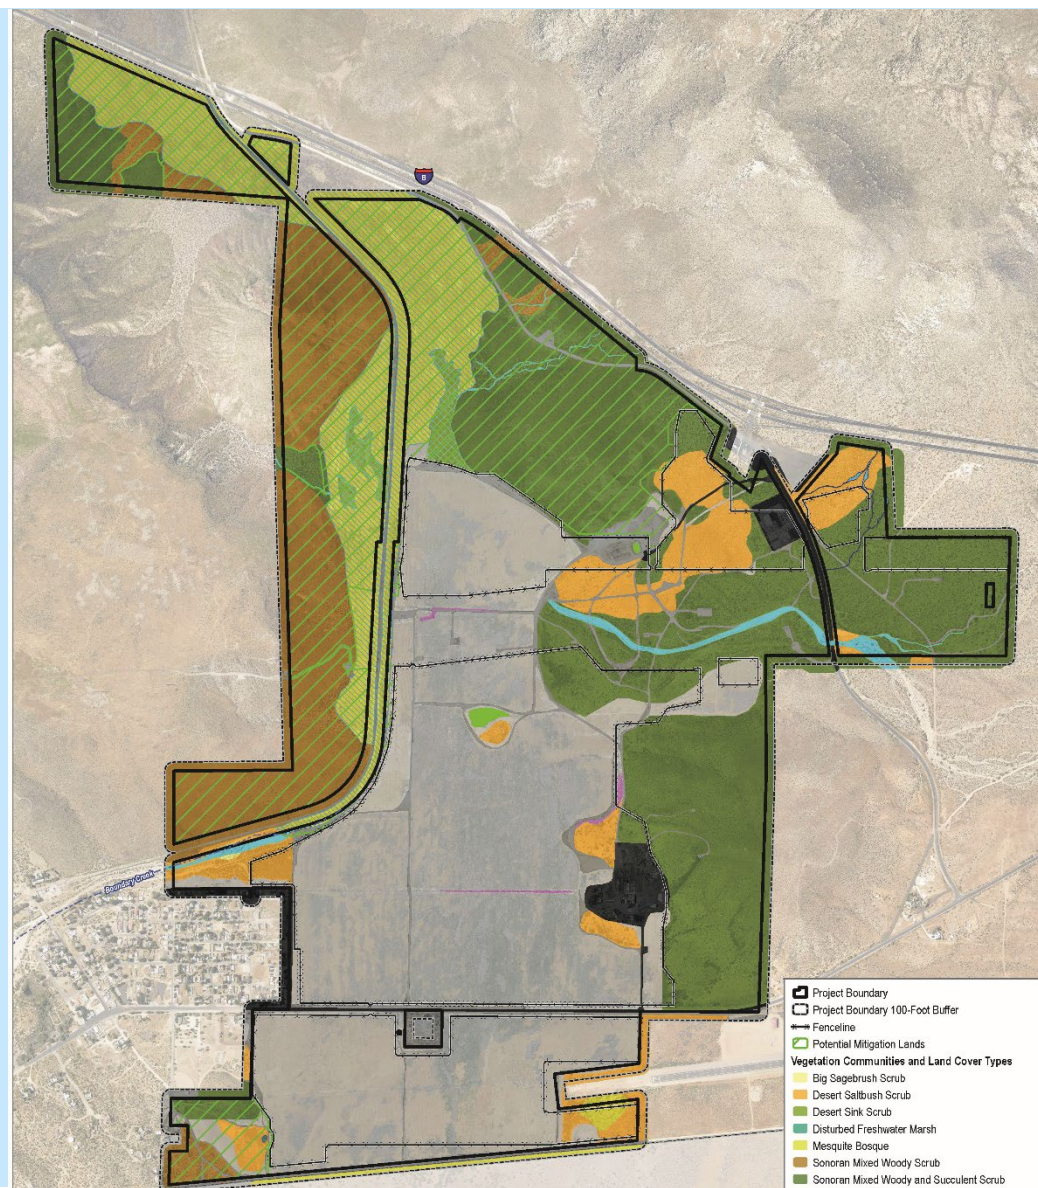 8
Boundary Creek
Project Boundary
Project Boundary 100-Foot Buffer
Fenceline
Potential Mitigation Lands
Vegetation Communities and Land Cover Types
Big Sagebrush Scrub
Desert Saltbush Scrub
Desert Sink Scrub
Disturbed Freshwater Marsh
Mesquite Bosque
Sonoran Mixed Woody Scrub
Sonoran Mixed Woody and Succulent Scrub